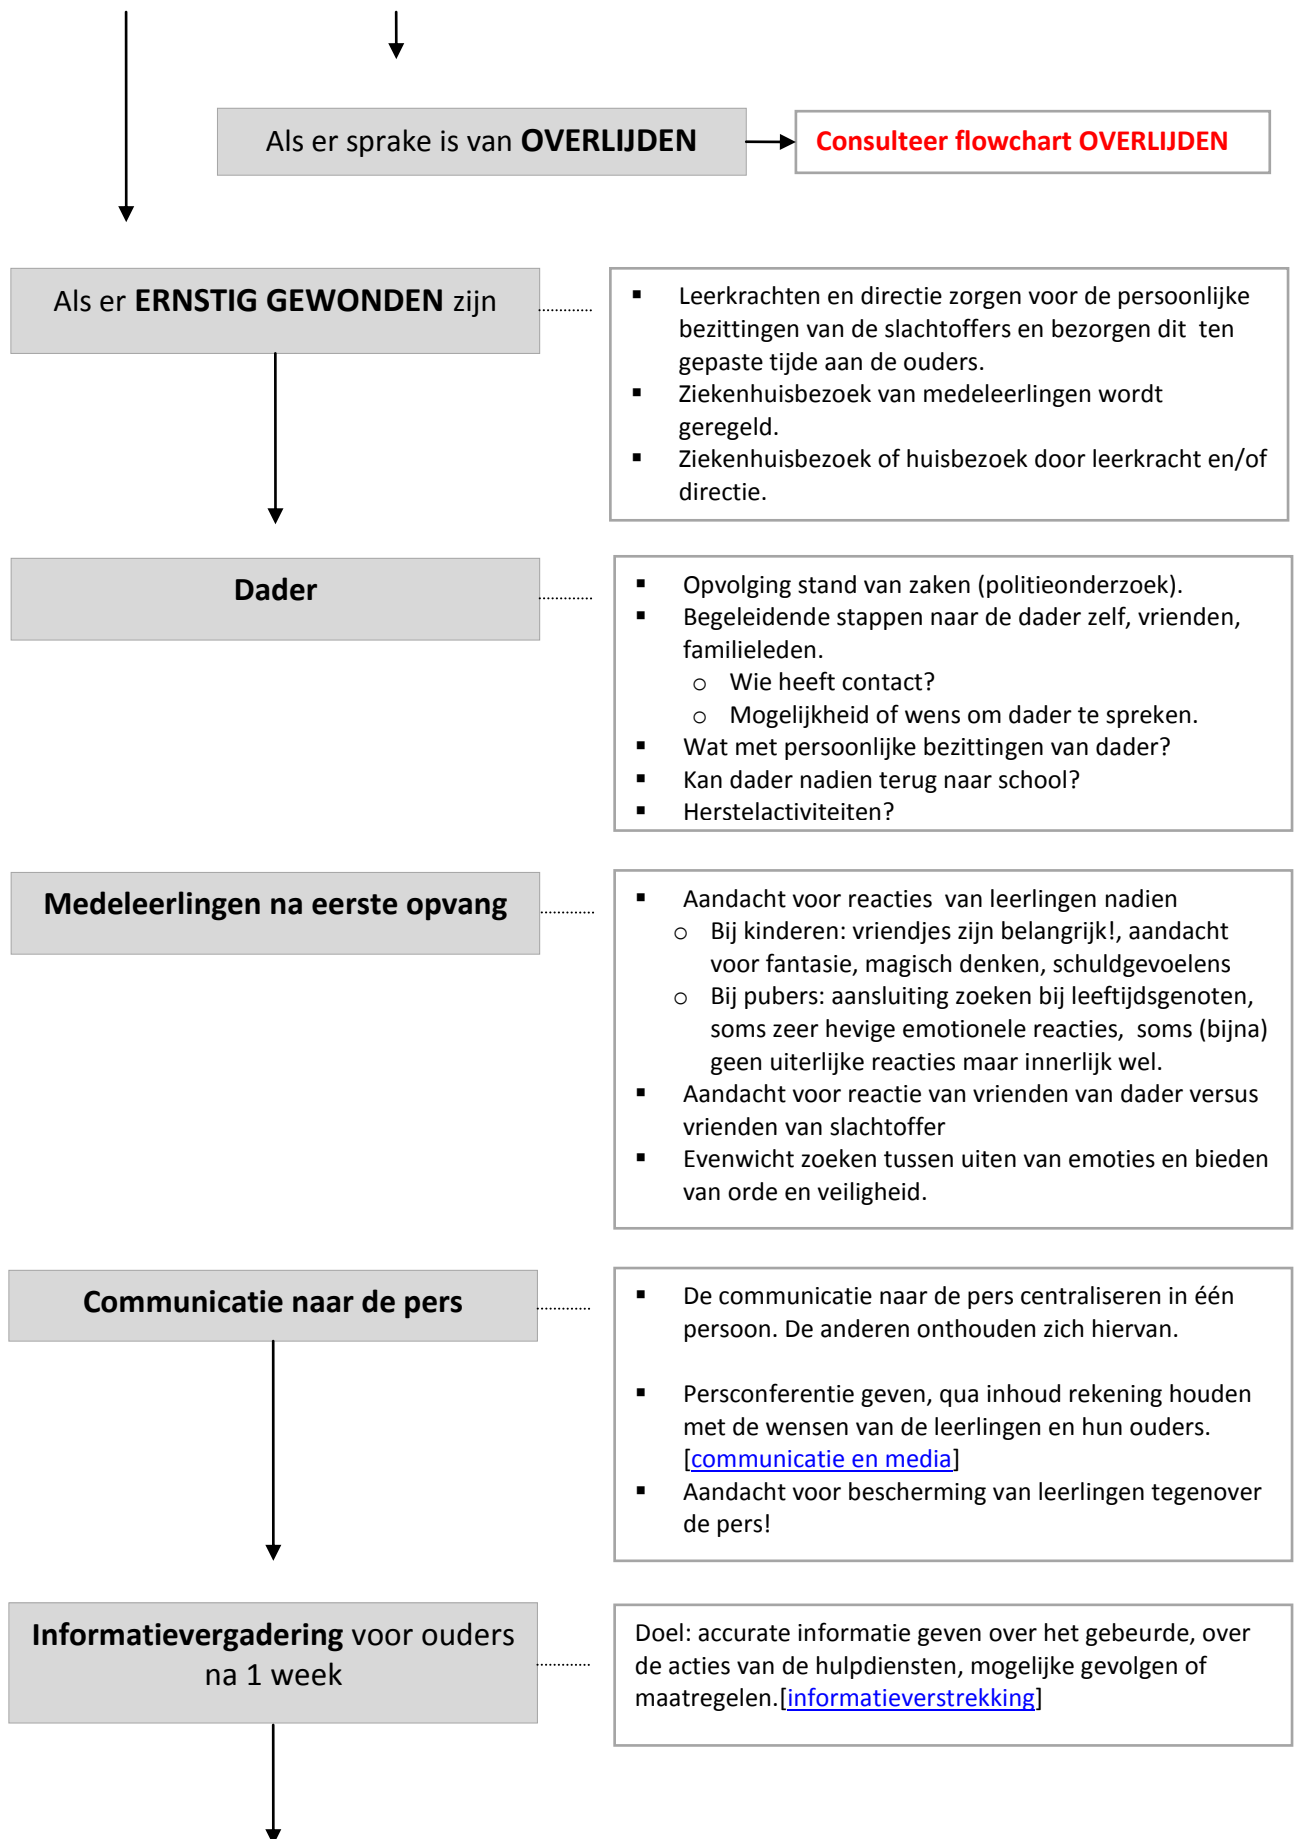 Als er sprake is van OVERLIJDEN
Consulteer flowchart OVERLIJDEN
Als er ERNSTIG GEWONDEN zijn
▪ Leerkrachten en directie zorgen voor de persoonlijke
bezittingen van de slachtoffers en bezorgen dit  ten
gepaste tijde aan de ouders.
▪ Ziekenhuisbezoek van medeleerlingen wordt
geregeld.
▪ Ziekenhuisbezoek of huisbezoek door leerkracht en/of
directie.
Dader
▪ Opvolging stand van zaken (politieonderzoek).
▪ Begeleidende stappen naar de dader zelf, vrienden,
familieleden.
o Wie heeft contact?
o Mogelijkheid of wens om dader te spreken.
▪ Wat met persoonlijke bezittingen van dader?
▪ Kan dader nadien terug naar school?
▪ Herstelactiviteiten?
Medeleerlingen na eerste opvang
▪ Aandacht voor reacties  van leerlingen nadien
o Bij kinderen: vriendjes zijn belangrijk!, aandacht
voor fantasie, magisch denken, schuldgevoelens
o Bij pubers: aansluiting zoeken bij leeftijdsgenoten,
soms zeer hevige emotionele reacties,  soms (bijna)
geen uiterlijke reacties maar innerlijk wel.
▪ Aandacht voor reactie van vrienden van dader versus
vrienden van slachtoffer
▪ Evenwicht zoeken tussen uiten van emoties en bieden
van orde en veiligheid.
Communicatie naar de pers
▪ De communicatie naar de pers centraliseren in één
persoon. De anderen onthouden zich hiervan.
▪ Persconferentie geven, qua inhoud rekening houden
met de wensen van de leerlingen en hun ouders.
[communicatie en media]
▪ Aandacht voor bescherming van leerlingen tegenover
de pers!
Informatievergadering voor ouders
na 1 week
Doel: accurate informatie geven over het gebeurde, over
de acties van de hulpdiensten, mogelijke gevolgen of
maatregelen.[informatieverstrekking]